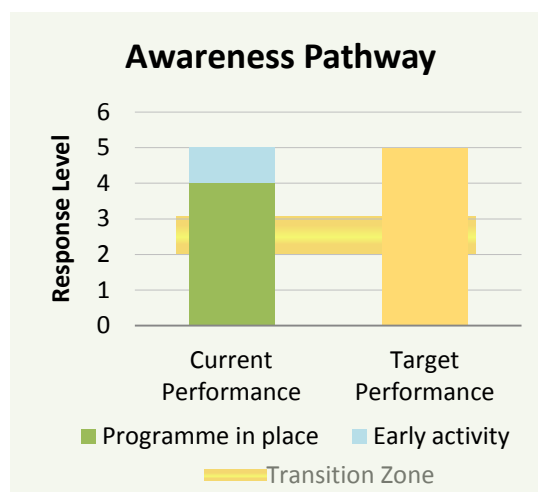 Awareness Pathway
Response Level
6
5
4
3
2
1
0
Current
Performance
Target
Performance
Programme in place
Early activity
Transition Zone